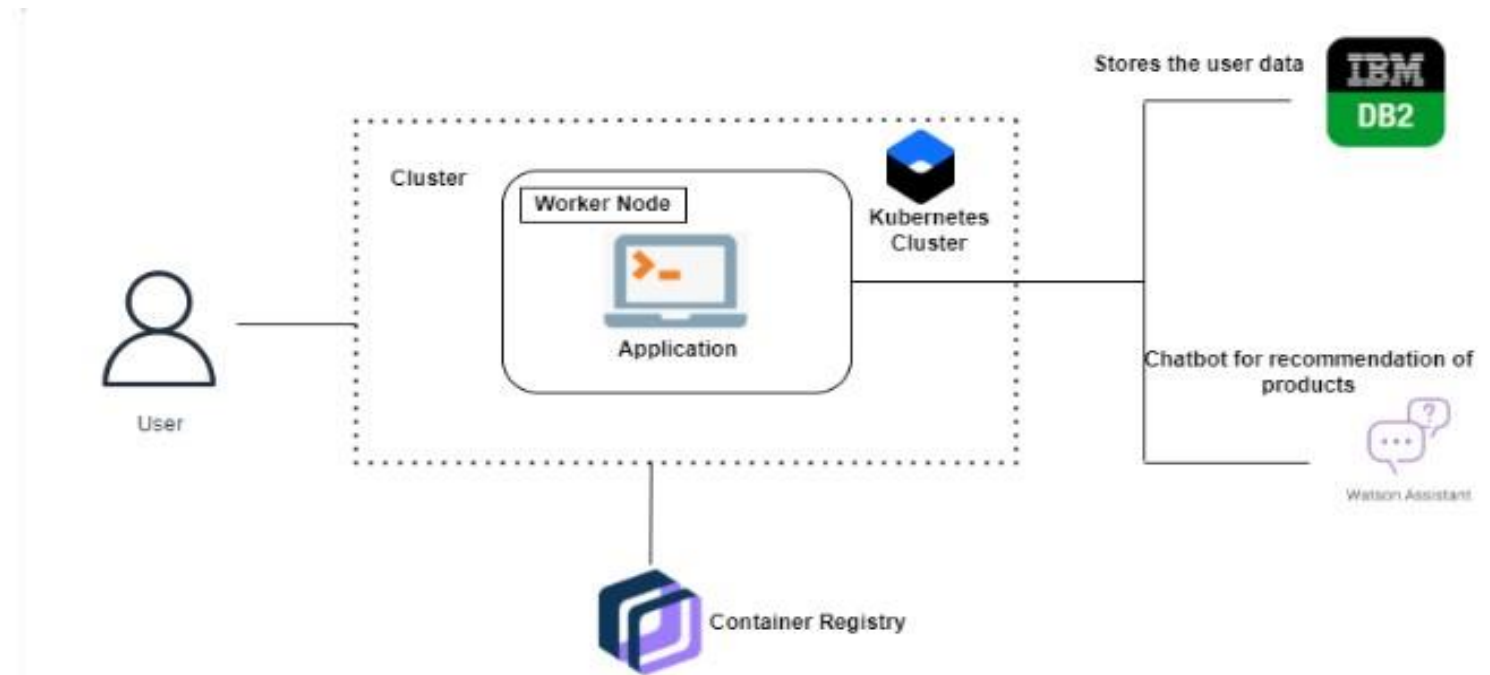 Stores the user data
IBM
DB2
Cluster
Worker Node
Kubernetes
Cluster
>_
Application
User
Chatbot for recommendation of
products
?
Watson Assistant
Container Registry